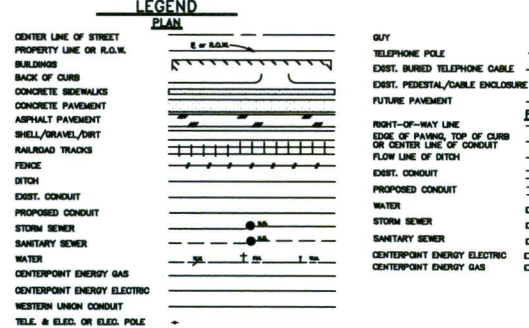 LEGEND
PLAN
CENTER LINE OF STREET
PROPERTY LINE OR R.O.W.
BUILDINGS
BACK OF CURB
CONCRETE SIDEWALKS
CONCRETE PAVEMENT
ASPHALT PAVEMENT
SHELL/GRAVEL/DIRT
RAILROAD TRACKS
FENCE
DITCH
EXIST. CONDUIT
PROPOSED CONDUIT
STORM SEWER
SANITARY SEWER
WATER
CENTERPOINT ENERGY GAS
CENTERPOINT ENERGY ELECTRIC
WESTERN UNION CONDUIT
TELE. & ELEC. OR ELEC. POLE
or R.O.W.
GUY
TELEPHONE POLE
EXIST. BURIED TELEPHONE CABLE
EXIST. PEDESTAL/CABLE ENCLOSURE
FUTURE PAVEMENT
RIGHT-OF-WAY LINE
EDGE OF PAVING, TOP OF CURB
OR CENTER LINE OF CONDUIT
FLOW LINE OF DITCH
EXIST. CONDUIT
PROPOSED CONDUIT
WATER
STORM SEWER
SANITARY SEWER
CENTERPOINT ENERGY ELECTRIC
CENTERPOINT ENERGY GAS